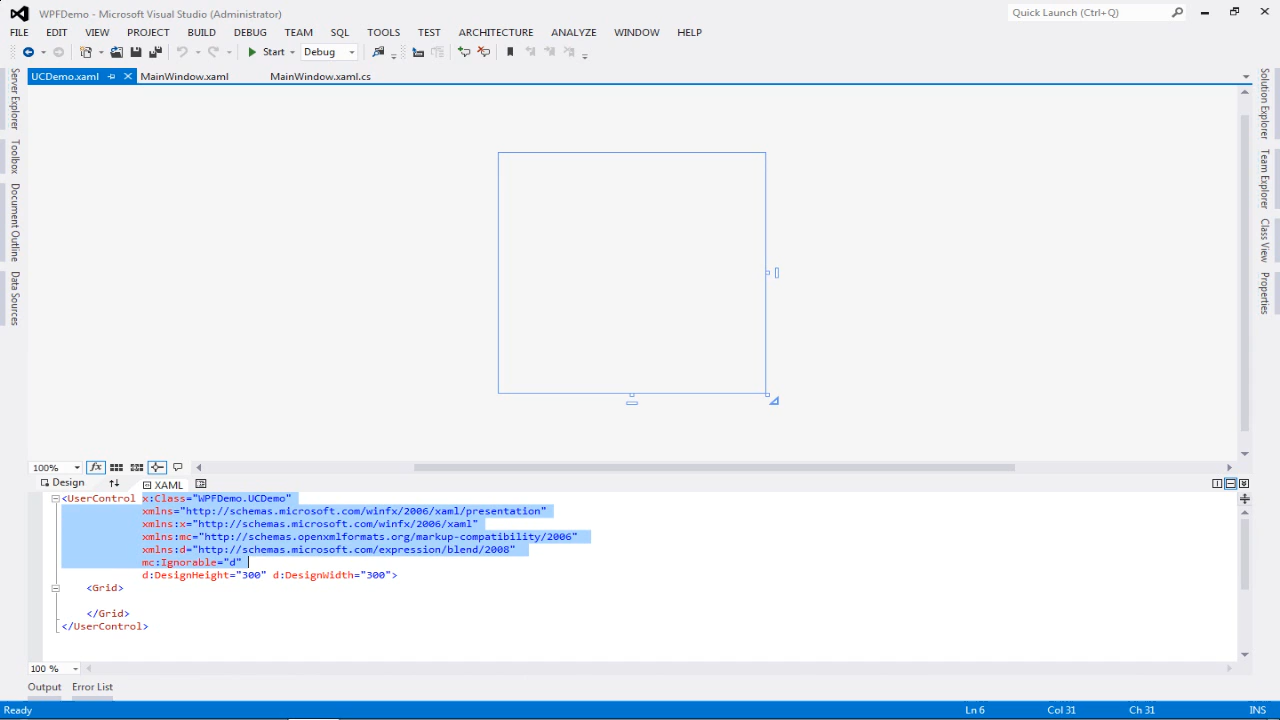 WPFDemo - Microsoft Visual Studio (Administrator)
Quick Launch (Ctrl+Q)
FILE EDIT VIEW PROJECT BUILD DEBUG TEAM SQL TOOLS TEST ARCHITECTURE ANALYZE WINDOW HELP
Start Debug
UCDemo.xaml MainWindow.xaml MainWindow.xaml.cs
Server Explorer
Toolbox
Document Outline
Data Sources
Solution Explorer
Team Explorer
Class View
Properties
100% fx
Design XAML
<UserControl x:Class="WPFDemo.UCDemo"
xmlns="http://schemas.microsoft.com/winfx/2006/xaml/presentation"
xmlns:x="http://schemas.microsoft.com/winfx/2006/xaml"
xmlns:mc="http://schemas.openxmlformats.org/markup-compatibility/2006"
xmlns:d="http://schemas.microsoft.com/expression/blend/2008"
mc:Ignorable="d"
d:DesignHeight="300" d:DesignWidth="300">
<Grid>
</Grid>
</UserControl>
100 %
Output Error List
Ready Ln 6 Col 31 Ch 31 INS